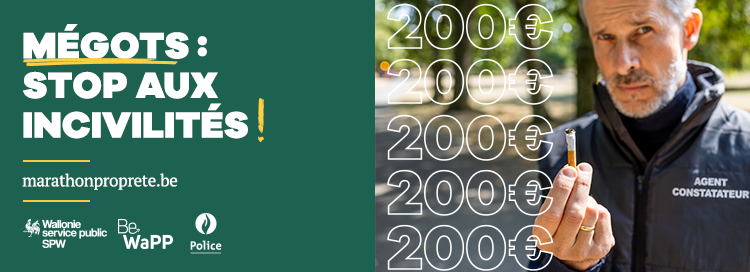 MÉGOTS :
STOP AUX
INCIVILITÉS !
marathonproprete.be
Wallonie
service public
SPW
Be
WaPP
Police
200€
200€
200€
200€
200€
AGENT
CONSTATATEUR